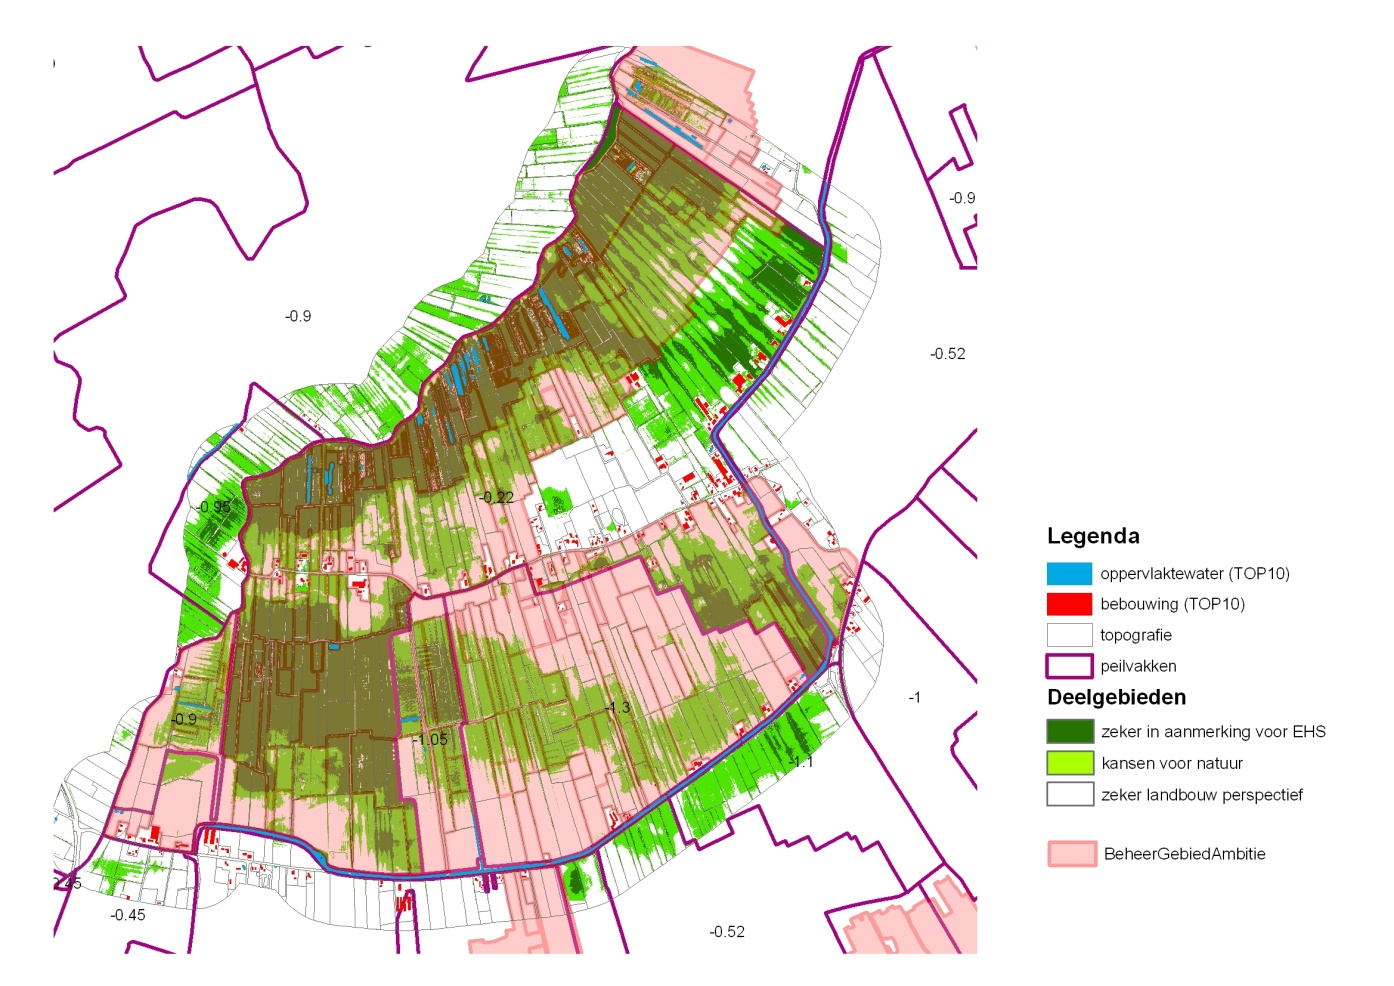 -0.9
-0.9
-0.52
-0.22
-0.95
-1.3
-1
-0.9
-1.05
-1.1
2.45
-0.45
-0.52
Legenda
oppervlaktewater (TOP10)
bebouwing (TOP10)
topografie
peilvakken
Deelgebieden
zeker in aanmerking voor EHS
kansen voor natuur
zeker landbouw perspectief
BeheerGebiedAmbitie